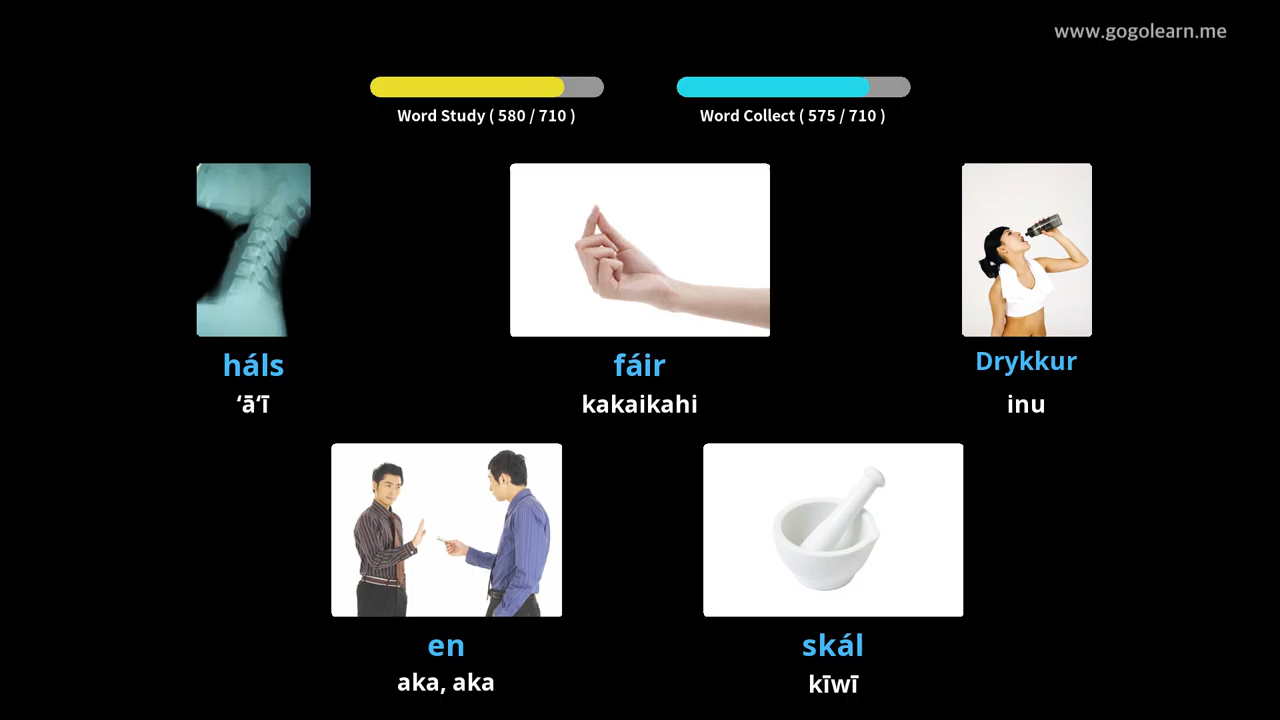 www.gogolearn.me
Word Study ( 580 / 710 )
Word Collect ( 575 / 710 )
háls
fáir
Drykkur
ʻāʻī
kakaikahi
inu
en
skál
aka, aka
kīwī